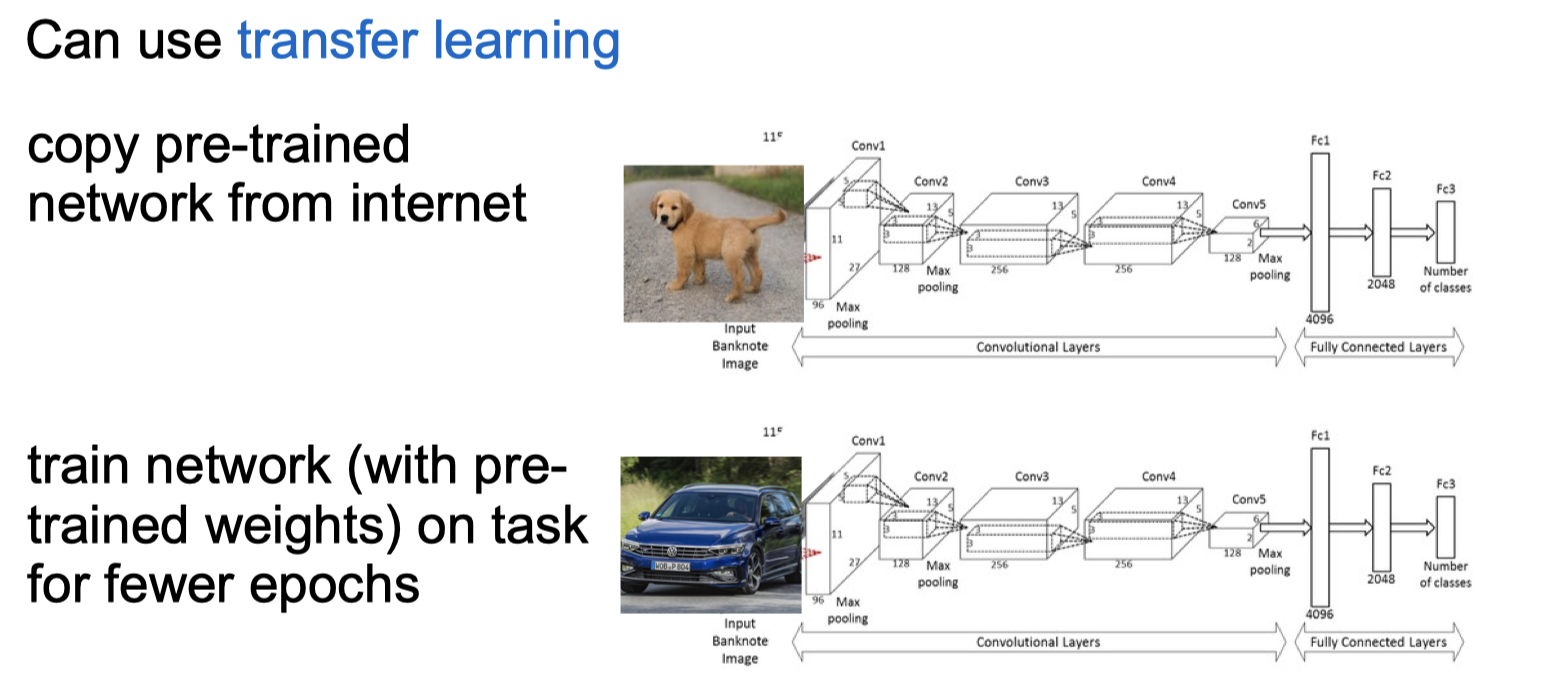 Can use transfer learning
copy pre-trained
network from internet
11
Conv1
Conv2
Conv3
Conv4
Conv5
Fc1
Fc2
Fc3
5
13
5
13
5
13
5
6
3
3
3
2
11
27
128
Max
pooling
256
256
128
Max
pooling
96
Max
pooling
4096
2048
Number
of classes
Input
Banknote
Image
Convolutional Layers
Fully Connected Layers
train network (with pre-
trained weights) on task
for fewer epochs
11
Conv1
Conv2
Conv3
Conv4
Conv5
Fc1
Fc2
Fc3
5
13
5
13
5
13
5
6
3
3
3
2
11
27
128
Max
pooling
256
256
128
Max
pooling
96
Max
pooling
4096
2048
Number
of classes
WOB P 804
Input
Banknote
Image
Convolutional Layers
Fully Connected Layers